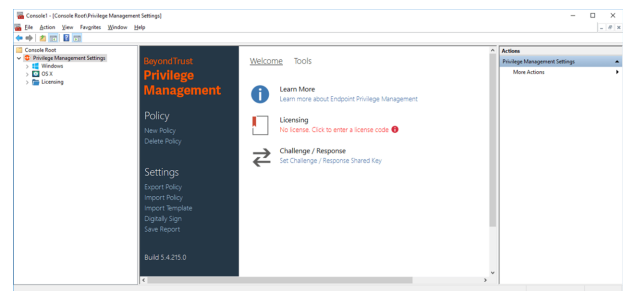 Console1 - [Console Root\Privilege Management Settings]
File Action View Favorites Window Help
Console Root
Privilege Management Settings
Windows
OS X
Licensing
BeyondTrust
Privilege
Management
Policy
New Policy
Delete Policy
Settings
Export Policy
Import Policy
Import Template
Digitally Sign
Save Report
Build 5.4.215.0
Welcome Tools
Learn More
Learn more about Endpoint Privilege Management
Licensing
No license. Click to enter a license code
Challenge / Response
Set Challenge / Response Shared Key
Actions
Privilege Management Settings
More Actions